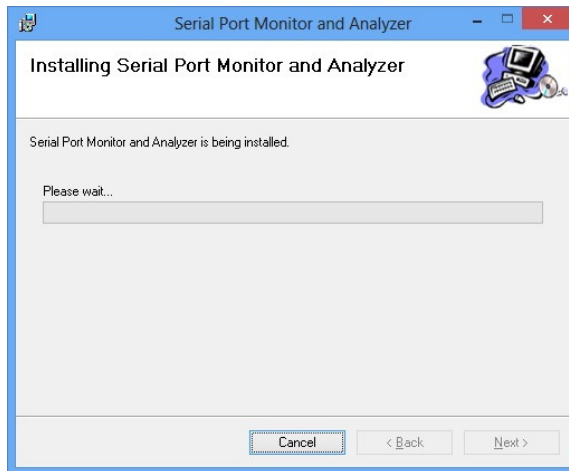 Serial Port Monitor and Analyzer
Installing Serial Port Monitor and Analyzer
Serial Port Monitor and Analyzer is being installed.
Please wait...
Cancel
< Back
Next >